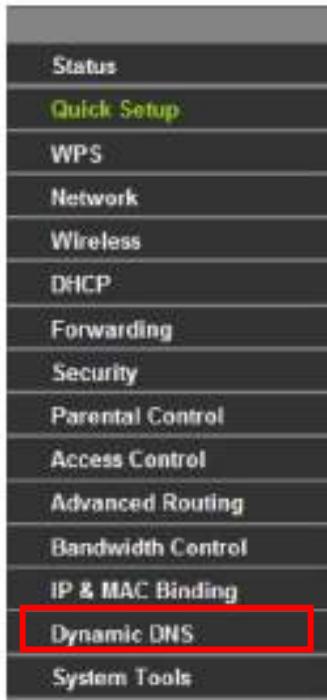 Status
Quick Setup
WPS
Network
Wireless
DHCP
Forwarding
Security
Parental Control
Access Control
Advanced Routing
Bandwidth Control
IP & MAC Binding
Dynamic DNS
System Tools